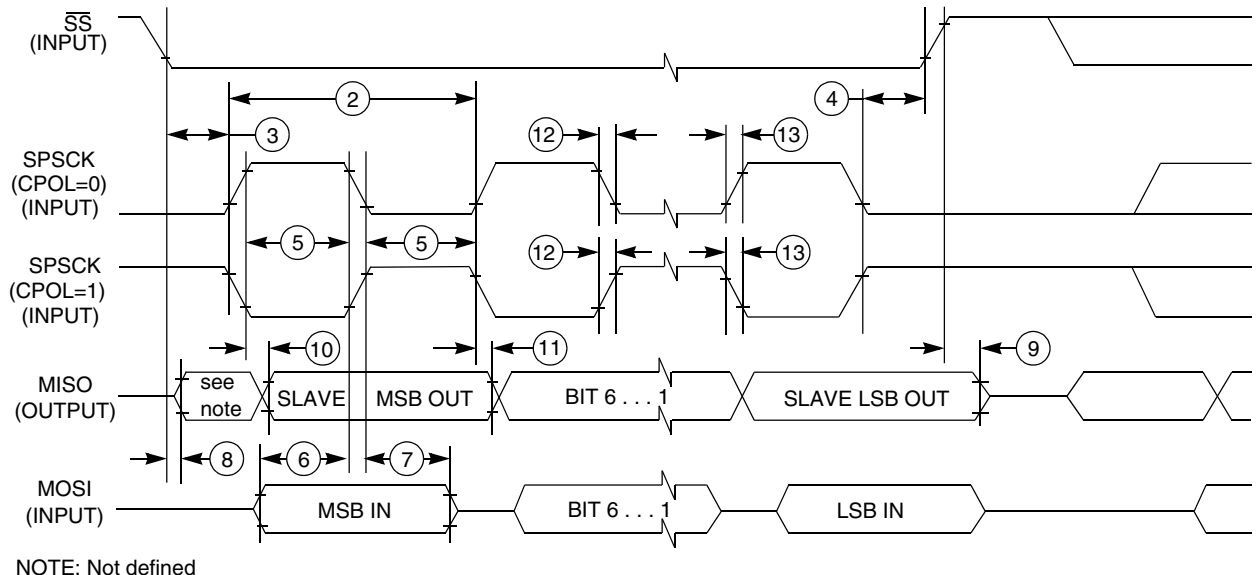 SS
(INPUT)
2
4
3
12
13
SPSCK
(CPOL=0)
(INPUT)
5
5
12
13
SPSCK
(CPOL=1)
(INPUT)
10
11
9
MISO
(OUTPUT)
see
note
SLAVE
MSB OUT
BIT 6 . . . 1
SLAVE LSB OUT
8
6
7
MOSI
(INPUT)
MSB IN
BIT 6 . . . 1
LSB IN
NOTE: Not defined